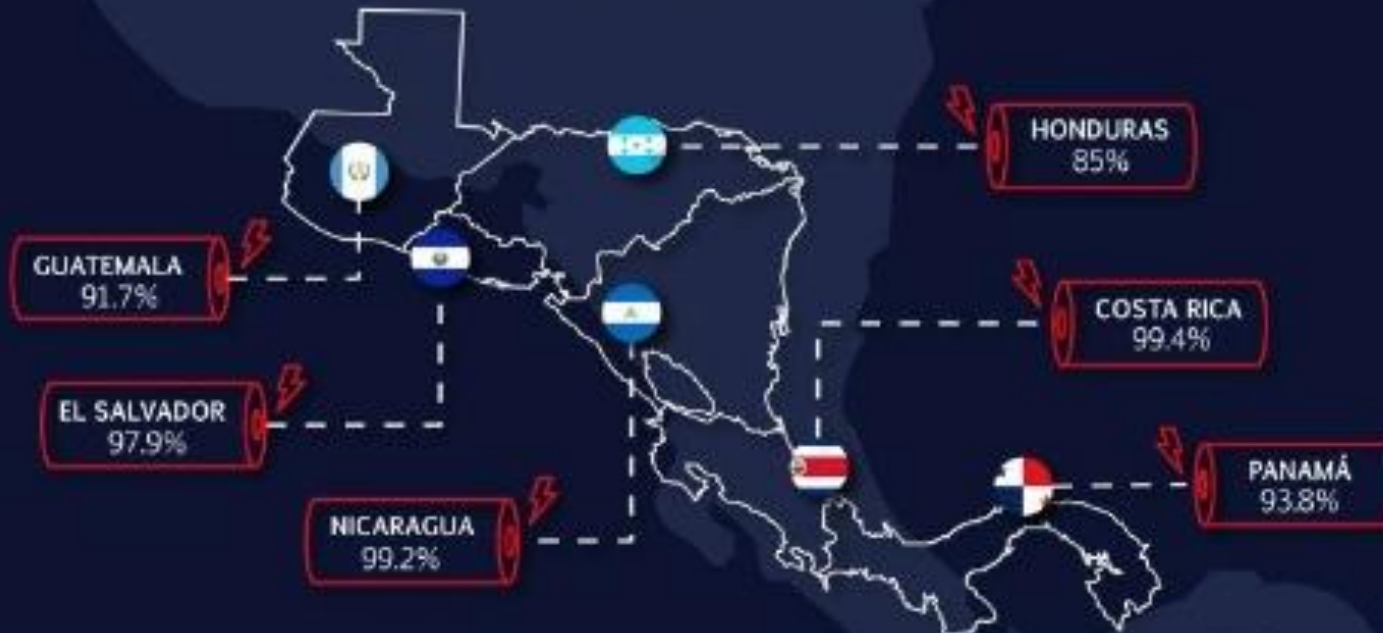 HONDURAS
85%
GUATEMALA
91.7%
COSTA RICA
99.4%
EL SALVADOR
97.9%
PANAMÁ
93.8%
NICARAGUA
99.2%